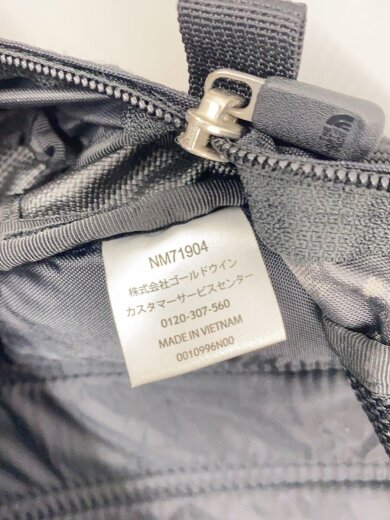 NM71904
株式会社ゴールドウイン
カスタマーサービスセンター
0120-307-560
MADE IN VIETNAM
0010996N00